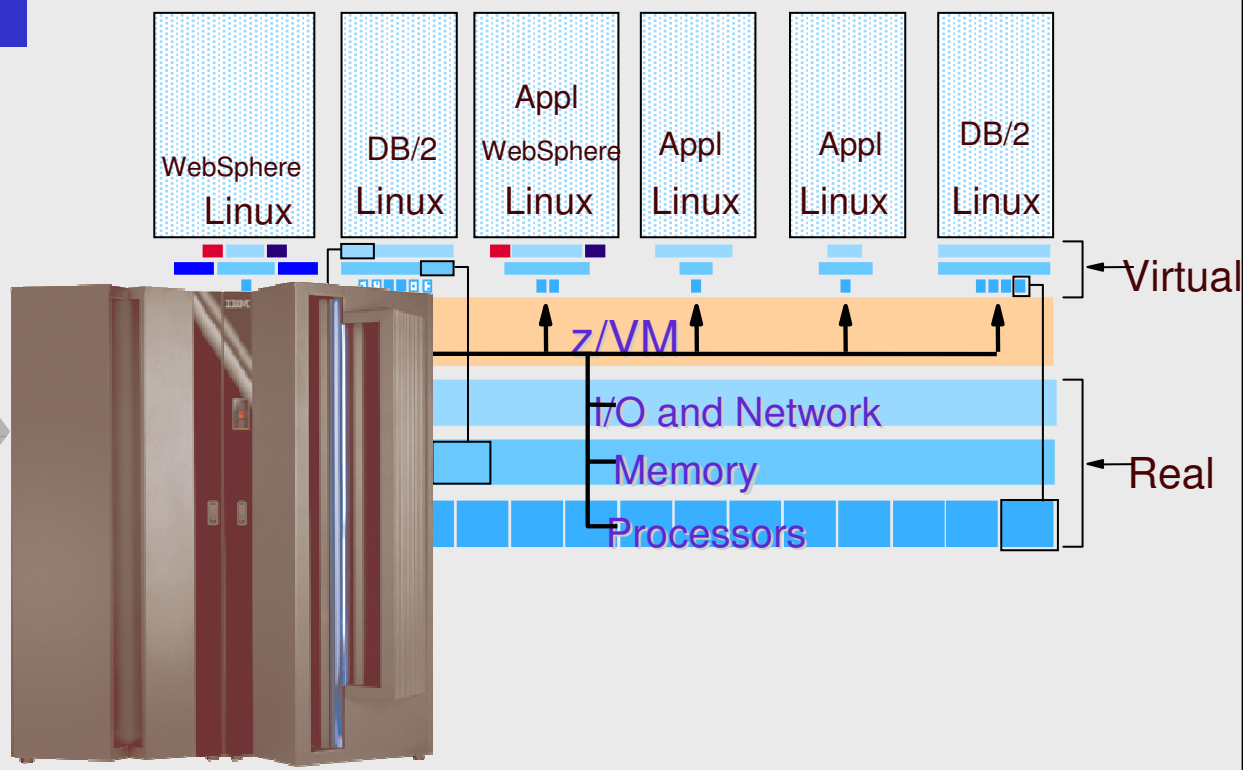 WebSphere
Linux
DB/2
Linux
Appl
WebSphere
Linux
Appl
Linux
Appl
Linux
DB/2
Linux
Virtual
IBM
z/VM
I/O and Network
Memory
Processors
Real